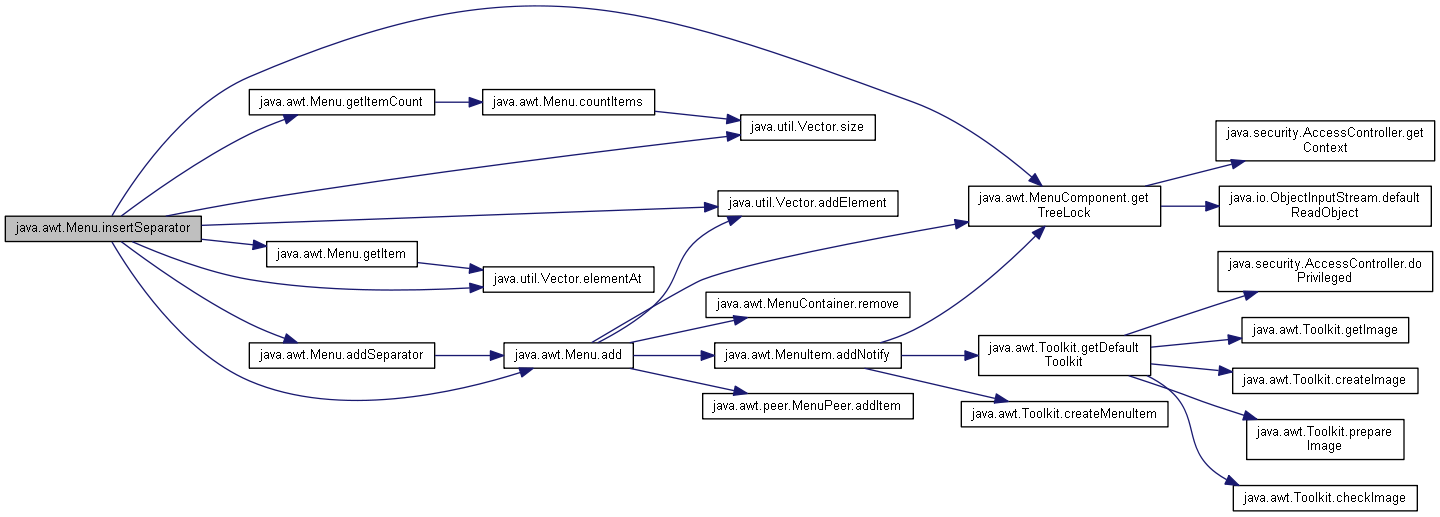 java.awt.Menu.insertSeparator
java.awt.Menu.getItemCount
java.awt.Menu.countItems
java.util.Vector.size
java.util.Vector.addElement
java.awt.Menu.getItem
java.util.Vector.elementAt
java.awt.Menu.addSeparator
java.awt.Menu.add
java.awt.MenuContainer.remove
java.awt.MenuItem.addNotify
java.awt.peer.MenuPeer.addItem
java.awt.MenuComponent.get
TreeLock
java.awt.Toolkit.getDefault
Toolkit
java.awt.Toolkit.createMenuItem
java.security.AccessController.get
Context
java.io.ObjectInputStream.default
ReadObject
java.security.AccessController.do
Privileged
java.awt.Toolkit.getImage
java.awt.Toolkit.createImage
java.awt.Toolkit.prepare
Image
java.awt.Toolkit.checkImage